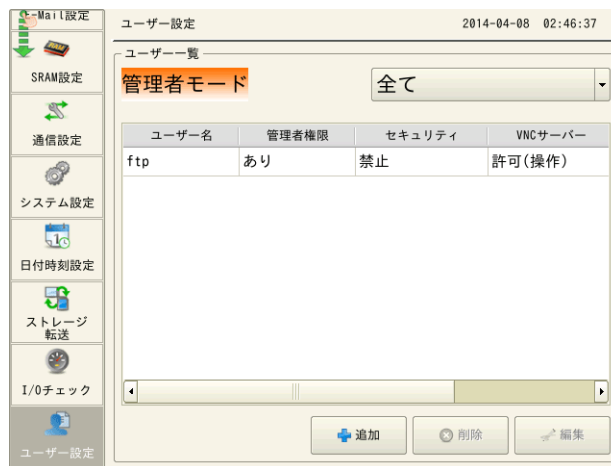 E-Mail設定
SRAM設定
通信設定
システム設定
日付時刻設定
ストレージ
転送
I/Oチェック
ユーザー設定
ユーザー設定 2014-04-08 02:46:37
ユーザー一覧
管理者モード 全て
ユーザー名 管理者権限 セキュリティ VNCサーバー
ftp あり 禁止 許可(操作)
追加 削除 編集